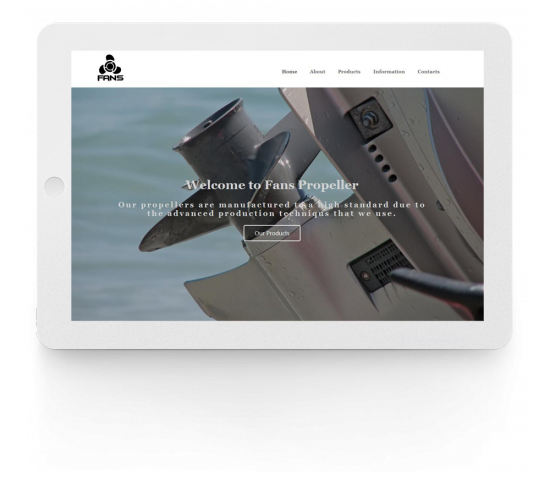 FANS
Home About Products Information Contacts
Welcome to Fans Propeller
Our propellers are manufactured to a high standard due to
the advanced production techniqus that we use.
Our Products